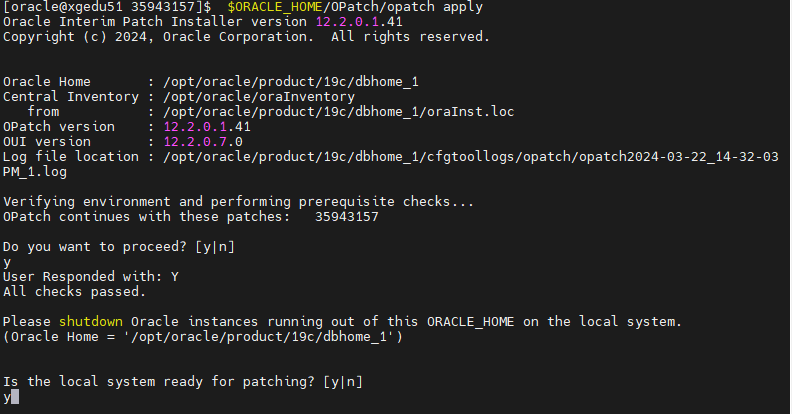 [oracle@xgedu51 35943157]$  $ORACLE_HOME/OPatch/opatch apply
Oracle Interim Patch Installer version 12.2.0.1.41
Copyright (c) 2024, Oracle Corporation.  All rights reserved.
Oracle Home       : /opt/oracle/product/19c/dbhome_1
Central Inventory : /opt/oracle/oraInventory
   from           : /opt/oracle/product/19c/dbhome_1/oraInst.loc
OPatch version    : 12.2.0.1.41
OUI version       : 12.2.0.7.0
Log file location : /opt/oracle/product/19c/dbhome_1/cfgtoollogs/opatch/opatch2024-03-22_14-32-03
PM_1.log
Verifying environment and performing prerequisite checks...
OPatch continues with these patches:   35943157
Do you want to proceed? [y|n]
y
User Responded with: Y
All checks passed.
Please shutdown Oracle instances running out of this ORACLE_HOME on the local system.
(Oracle Home = '/opt/oracle/product/19c/dbhome_1')
Is the local system ready for patching? [y|n]
y